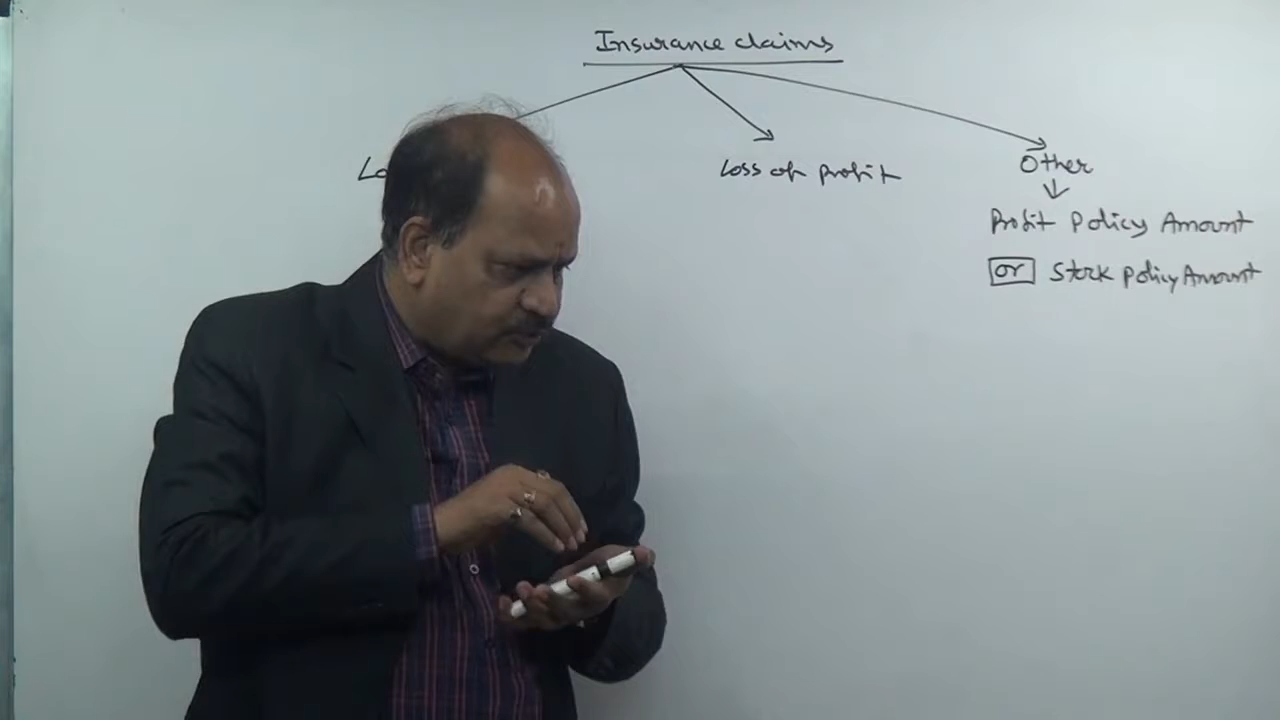 Insurance claims
Loss of profit
Other
Profit Policy Amount
or Stock policy Amount